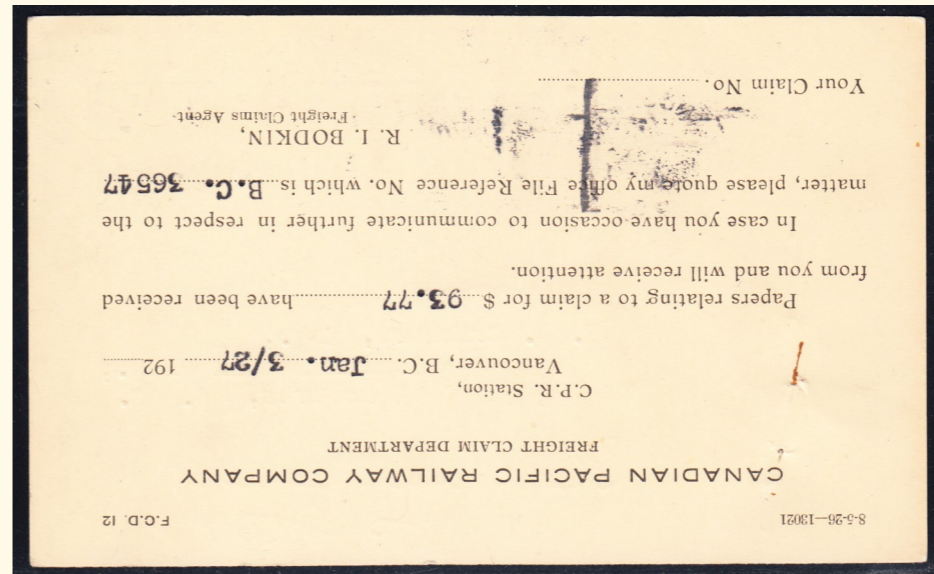 8-5-26—13021 F.C.D. 12
CANADIAN PACIFIC RAILWAY COMPANY
FREIGHT CLAIM DEPARTMENT
C.P.R. Station,
Vancouver, B.C. Jan. 3/27 192
Papers relating to a claim for $ 93.77 have been received
from you and will receive attention.
In case you have occasion to communicate further in respect to the
matter, please quote my office File Reference No. which is B.C. 36547
R. I. BODKIN,
Freight Claims Agent.
Your Claim No.